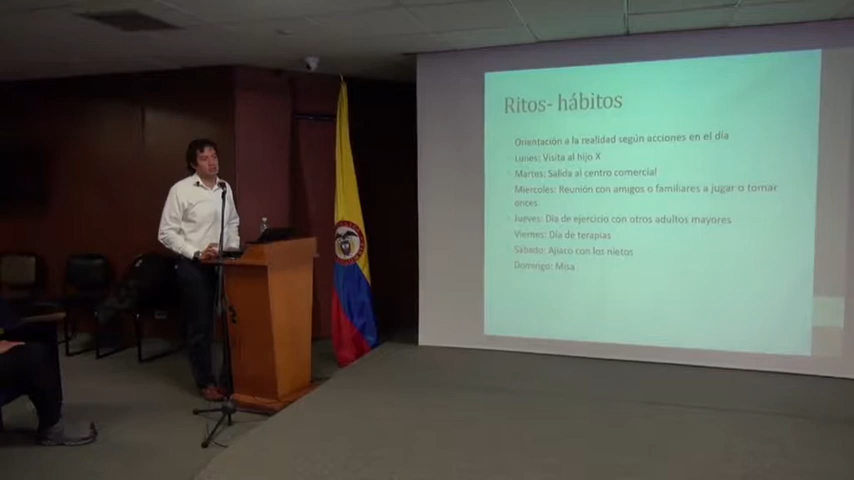 Ritos- hábitos
Orientación a la realidad según acciones en el día
Lunes: Visita al hijo X
Martes: Salida al centro comercial
Miercoles: Reunión con amigos o familiares a jugar o tomar
onces
Jueves: Día de ejercicio con otros adultos mayores
Viernes: Día de terapias
Sabado: Ajiaco con los nietos
Domingo: Misa